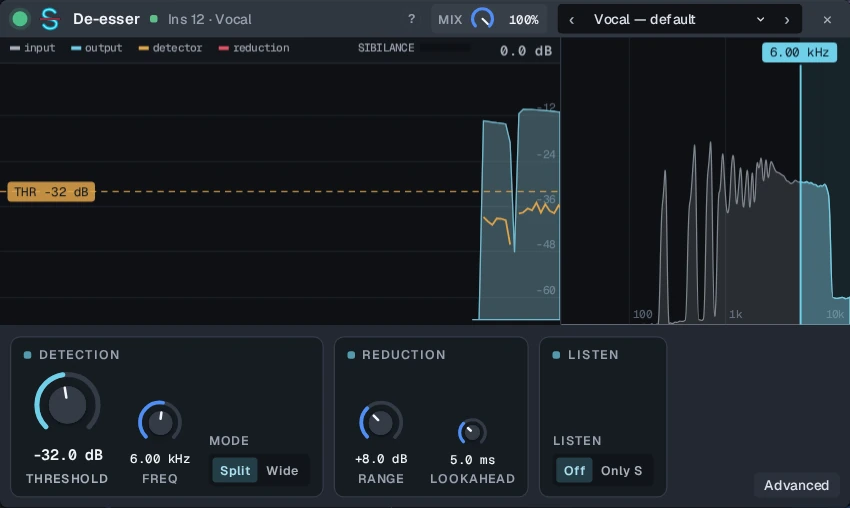 De-esser Ins 12 · Vocal ? MIX 100% ‹ Vocal — default › ×
input output detector reduction SIBILANCE 0.0 dB
6.00 kHz
-12
-24
THR -32 dB
-36
-48
-60
100 1k 10k
DETECTION
-32.0 dB
THRESHOLD
6.00 kHz
FREQ
MODE
Split Wide
REDUCTION
+8.0 dB
RANGE
5.0 ms
LOOKAHEAD
LISTEN
LISTEN
Off Only S
Advanced